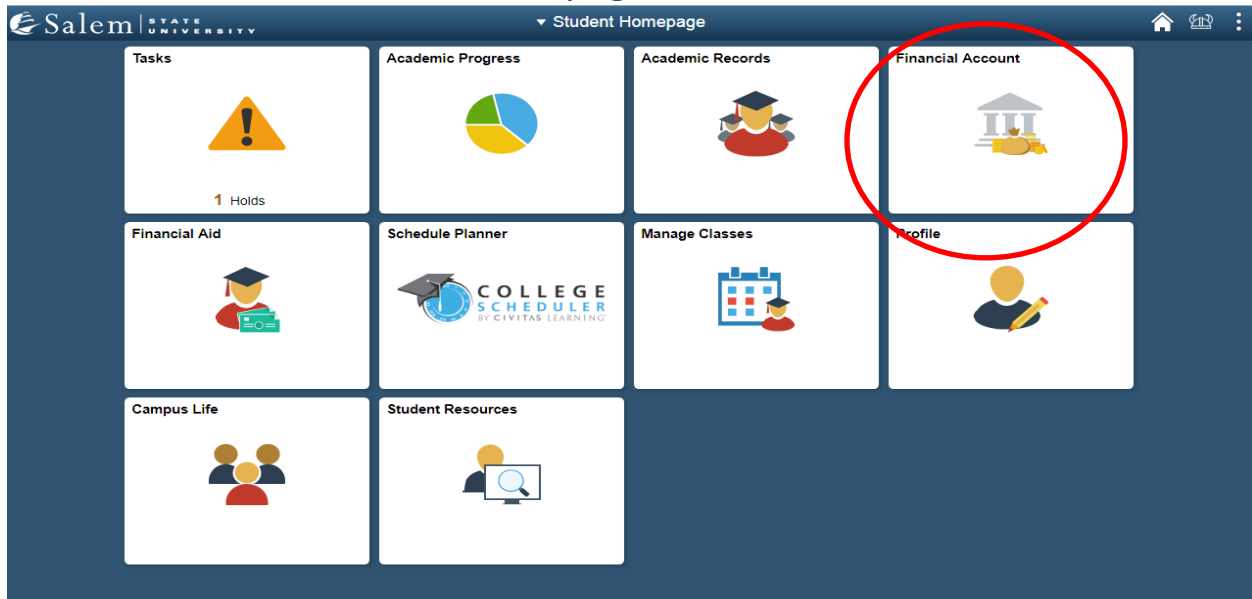 Salem STATE UNIVERSITY
▾ Student Homepage
Tasks
1 Holds
Academic Progress
Academic Records
Financial Account
Financial Aid
Schedule Planner
COLLEGE
SCHEDULER
BY CIVITAS LEARNING
Manage Classes
Profile
Campus Life
Student Resources